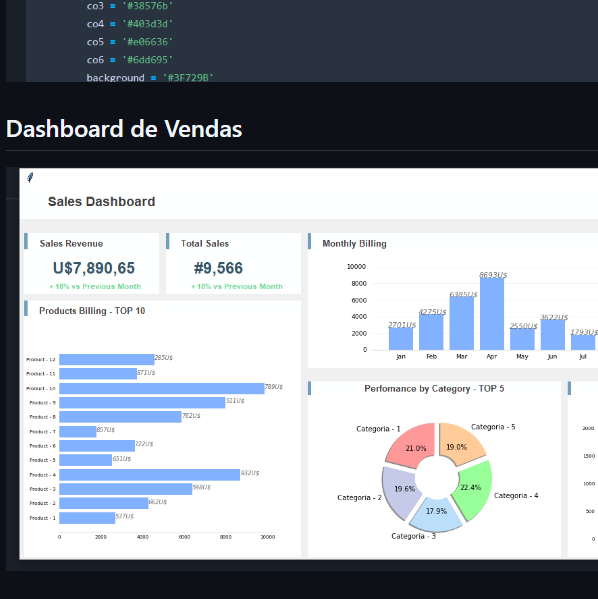 co3 = '#38576b'
co4 = '#403d3d'
co5 = '#e06636'
co6 = '#6dd695'
background = '#3F729B'
Dashboard de Vendas
Sales Dashboard
Sales Revenue
U$7,890,65
+ 10% vs Previous Month
Total Sales
#9,566
+ 10% vs Previous Month
Products Billing - TOP 10
Product - 12
285U$
Product - 11
871U$
Product - 10
789U$
Product - 9
511U$
Product - 8
762U$
Product - 7
857U$
Product - 6
722U$
Product - 5
651U$
Product - 4
932U$
Product - 3
598U$
Product - 2
662U$
Product - 1
537U$
0 2000 4000 6000 8000 10000
Monthly Billing
10000
8000
6000
4000
2000
0
2701U$ 4275U$ 6385U$ 8693U$ 2550U$ 3622U$ 1793U$
Jan Feb Mar Apr May Jun Jul
Perfomance by Category - TOP 5
Categoria - 1
21.0%
Categoria - 5
19.0%
Categoria - 2
19.6%
Categoria - 4
22.4%
Categoria - 3
17.9%
2000
1500
1000
500
0